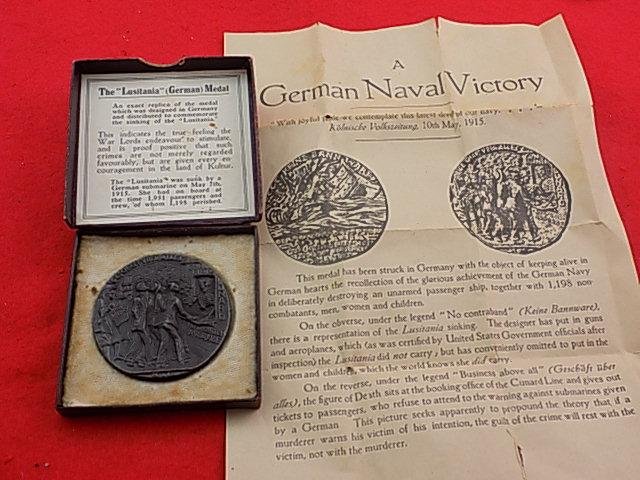 The "Lusitania" (German) Medal
An exact replica of the medal
which was designed in Germany
and distributed to commemorate
the sinking of the "Lusitania."
This indicates the true feeling the
War Lords endeavour to stimulate,
and is proof positive that such
crimes are not merely regarded
favourably, but are given every en-
couragement in the land of Kultur.
The "Lusitania" was sunk by a
German submarine on May 7th,
1915. She had on board at
the time 1,951 passengers and
crew, of whom 1,198 perished.
A
German Naval Victory
"With joyful pride we contemplate this latest deed of our navy.
Kölnische Volkszeitung, 10th May, 1915.
This medal has been struck in Germany with the object of keeping alive in
German hearts the recollection of the glorious achievement of the German Navy
in deliberately destroying an unarmed passenger ship, together with 1,198 non-
combatants, men, women and children.
On the obverse, under the legend "No contraband" (Keine Bannware),
there is a representation of the Lusitania sinking. The designer has put in guns
and aeroplanes, which (as was certified by United States Government officials after
inspection) the Lusitania did not carry, but has conveniently omitted to put in the
women and children, which the world knows she did carry.
On the reverse, under the legend "Business above all" (Geschäft über
alles), the figure of Death sits at the booking office of the Cunard Line and gives out
tickets to passengers, who refuse to attend to the warning against submarines given
by a German This picture seeks apparently to propound the theory that if a
murderer warns his victim of his intention, the guilt of the crime will rest with the
victim, not with the murderer.